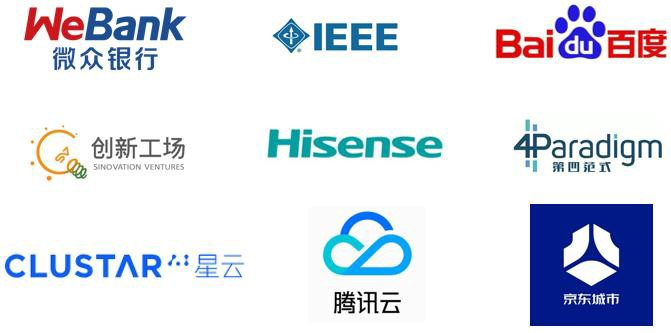 WeBank
微众银行
IEEE
Bai du 百度
创新工场
SINOVATION VENTURES
Hisense
4Paradigm
第四范式
CLUSTAR 星云
腾讯云
京东城市